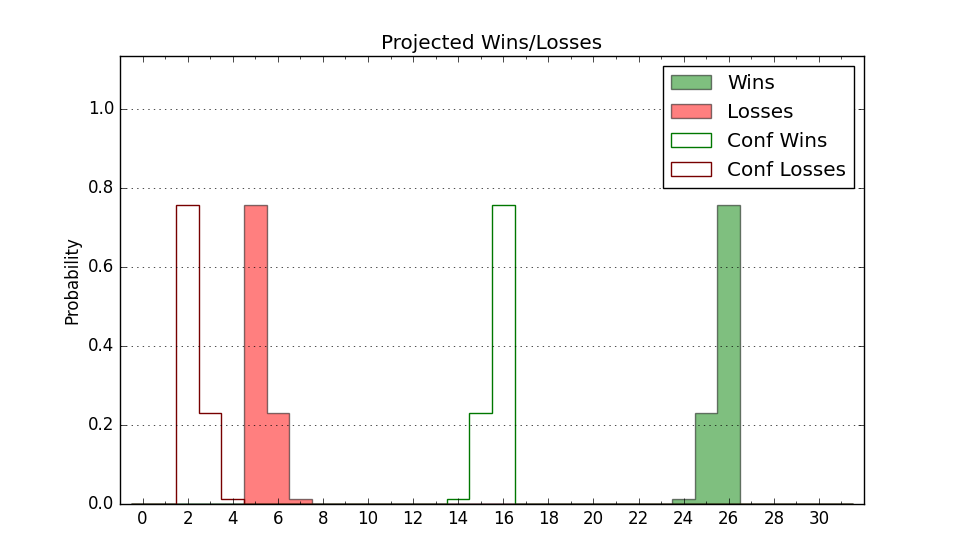 Projected Wins/Losses
Wins
Losses
Conf Wins
Conf Losses
Probability
1.0
0.8
0.6
0.4
0.2
0.0
0 2 4 6 8 10 12 14 16 18 20 22 24 26 28 30